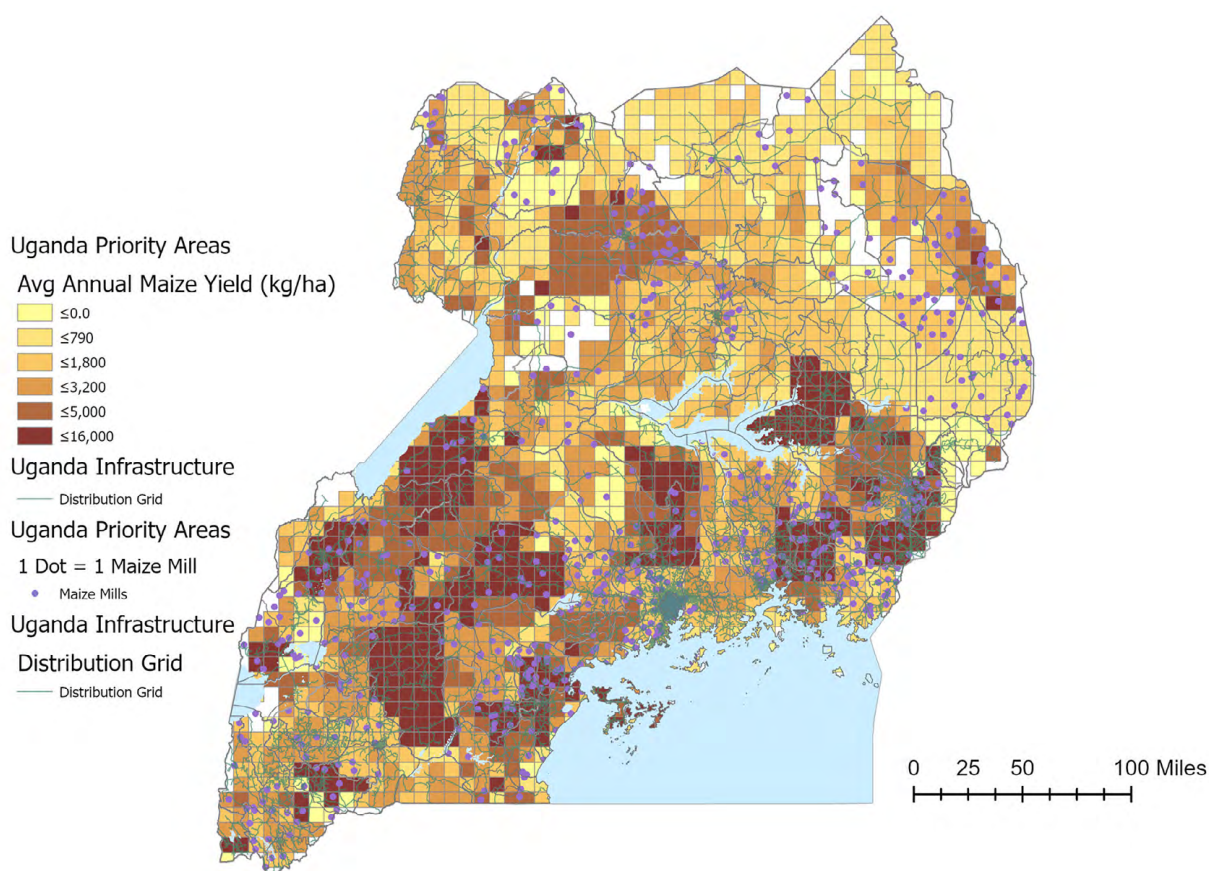 Uganda Priority Areas
Avg Annual Maize Yield (kg/ha)
≤0.0
≤790
≤1,800
≤3,200
≤5,000
≤16,000
Uganda Infrastructure
Distribution Grid
Uganda Priority Areas
1 Dot = 1 Maize Mill
Maize Mills
Uganda Infrastructure
Distribution Grid
Distribution Grid
0 25 50 100 Miles